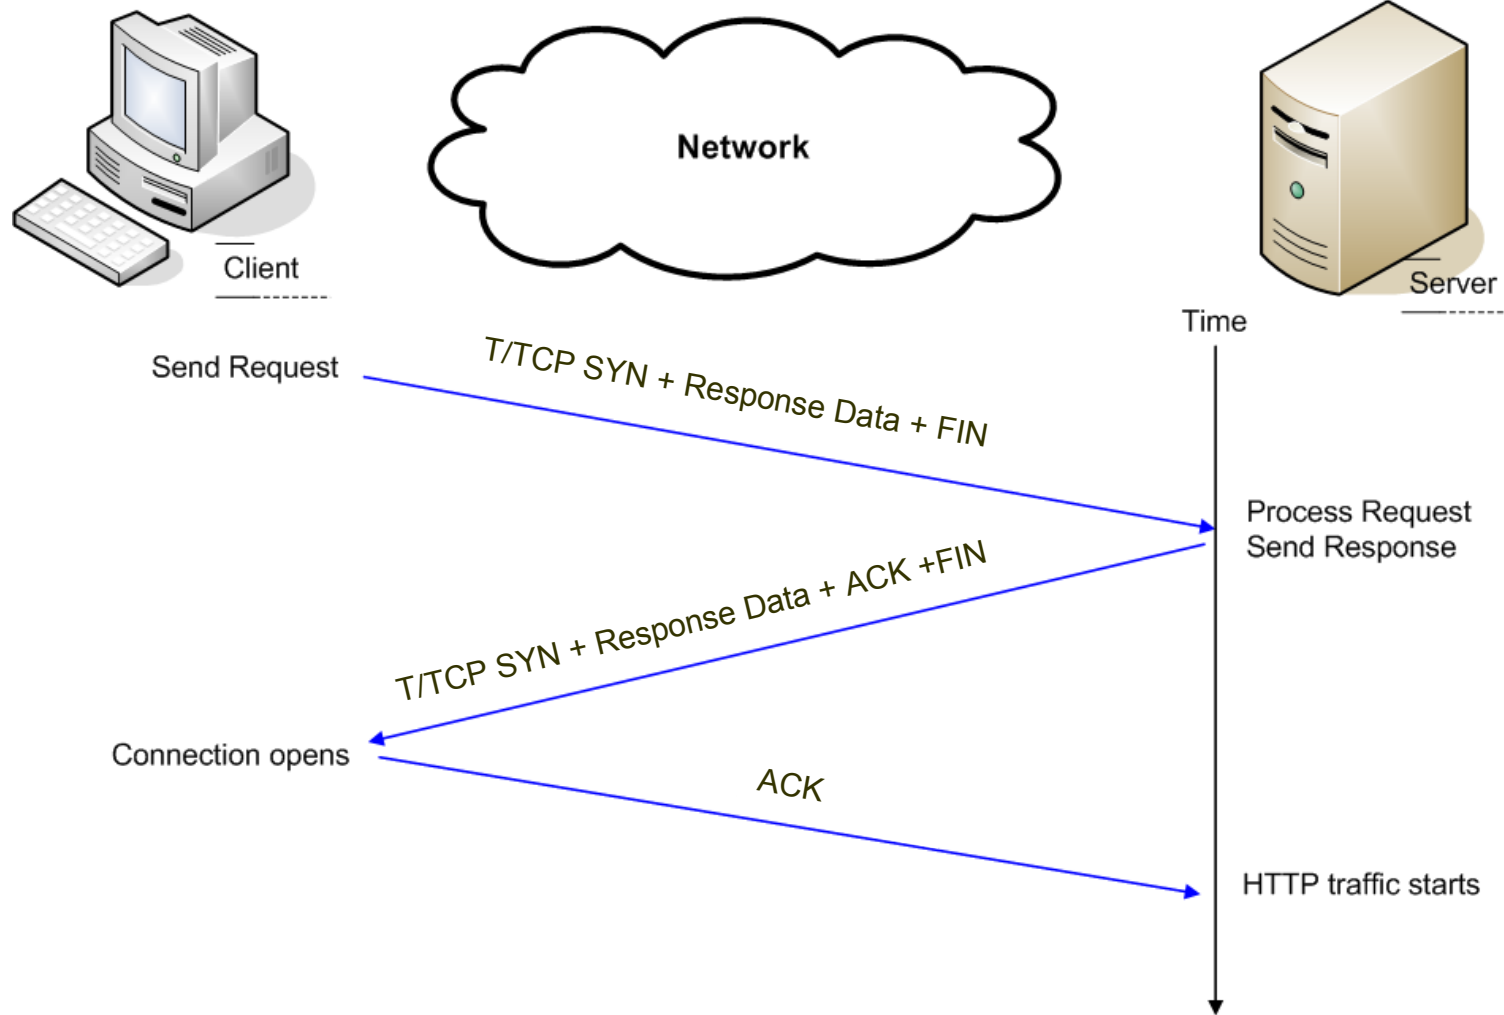 Network
Client
Server
Time
Send Request
T/TCP SYN + Response Data + FIN
Process Request
Send Response
T/TCP SYN + Response Data + ACK +FIN
Connection opens
ACK
HTTP traffic starts